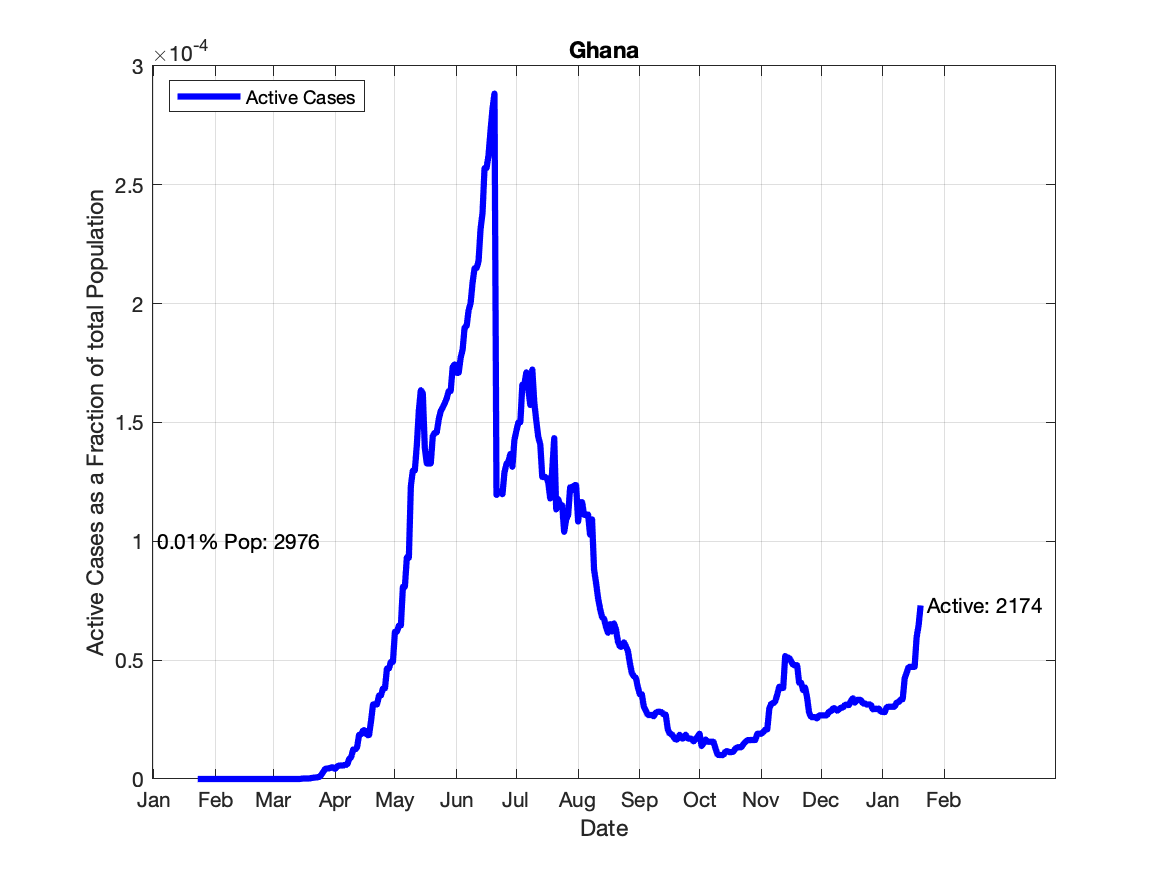 Ghana
×10-4
3
2.5
2
1.5
1
0.5
0
Active Cases
0.01% Pop: 2976
Active: 2174
Active Cases as a Fraction of total Population
Jan Feb Mar Apr May Jun Jul Aug Sep Oct Nov Dec Jan Feb
Date